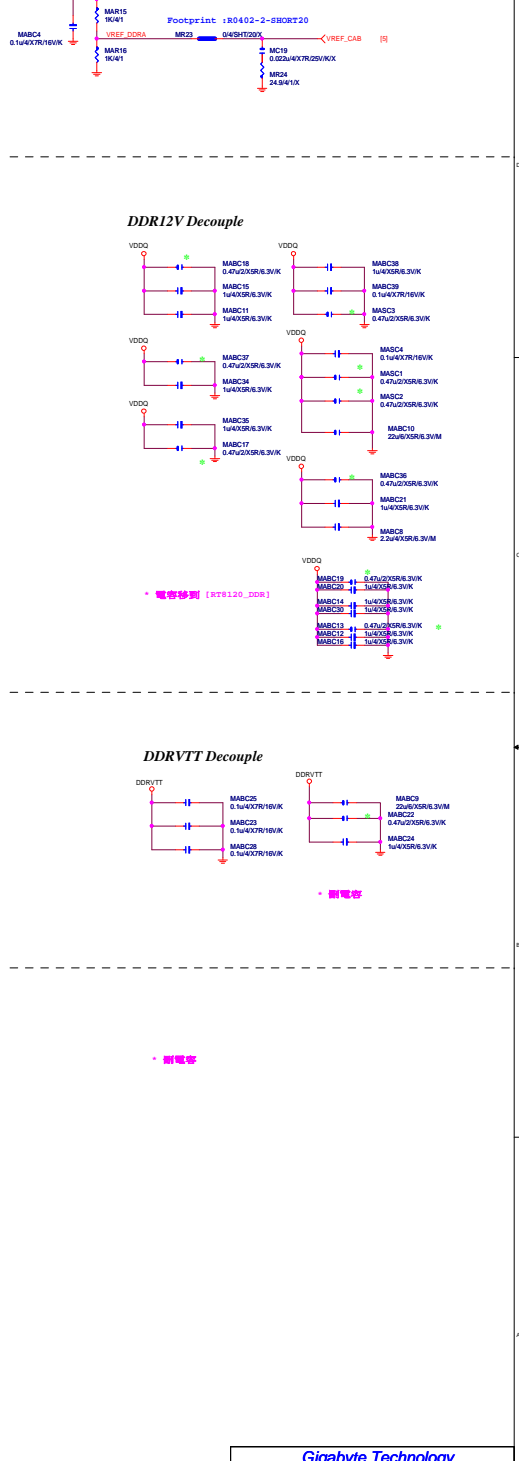 MAR15
1K/4/1
Footprint :R0402-2-SHORT20
MABC4
0.1u/4/X7R/16V/K
VREF_DDRA
MR23
0/4/SHT/20/X
VREF_CAB
[5]
MAR16
1K/4/1
MC19
0.022u/4/X7R/25V/K/X
MR24
24.9/4/1/X
D
DDR12V Decouple
VDDQ
*
MABC18
0.47u/2/X5R/6.3V/K
MABC15
1u/4/X5R/6.3V/K
MABC11
1u/4/X5R/6.3V/K
VDDQ
MABC38
1u/4/X5R/6.3V/K
MABC39
0.1u/4/X7R/16V/K
*
MASC3
0.47u/2/X5R/6.3V/K
VDDQ
*
MABC37
0.47u/2/X5R/6.3V/K
MABC34
1u/4/X5R/6.3V/K
VDDQ
MASC4
0.1u/4/X7R/16V/K
*
MASC1
0.47u/2/X5R/6.3V/K
*
MASC2
0.47u/2/X5R/6.3V/K
MABC10
22u/6/X5R/6.3V/M
VDDQ
MABC35
1u/4/X5R/6.3V/K
MABC17
0.47u/2/X5R/6.3V/K
*
VDDQ
*
MABC36
0.47u/2/X5R/6.3V/K
MABC21
1u/4/X5R/6.3V/K
MABC8
2.2u/4/X5R/6.3V/M
C
VDDQ
*
MABC19 0.47u/2/X5R/6.3V/K
MABC20 1u/4/X5R/6.3V/K
MABC14 1u/4/X5R/6.3V/K
MABC30 1u/4/X5R/6.3V/K
MABC13 0.47u/2/X5R/6.3V/K *
MABC12 1u/4/X5R/6.3V/K
MABC16 1u/4/X5R/6.3V/K
* 電容移到 [RT8120_DDR]
DDRVTT Decouple
DDRVTT
MABC25
0.1u/4/X7R/16V/K
MABC23
0.1u/4/X7R/16V/K
MABC28
0.1u/4/X7R/16V/K
DDRVTT
MABC9
22u/6/X5R/6.3V/M
*
MABC22
0.47u/2/X5R/6.3V/K
MABC24
1u/4/X5R/6.3V/K
* 刪電容
B
* 刪電容
A
Gigabyte Technology